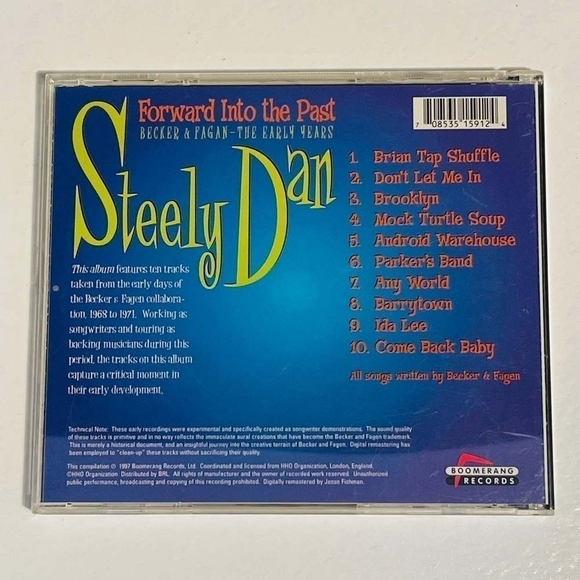 Forward Into the Past
BECKER & FAGAN–THE EARLY YEARS
Steely Dan
7 08535 15912 4
1. Brian Tap Shuffle
2. Don't Let Me In
3. Brooklyn
4. Mock Turtle Soup
5. Android Warehouse
6. Parker's Band
7. Any World
8. Barrytown
9. Ida Lee
10. Come Back Baby
All songs written by Becker & Fagen
This album features ten tracks
taken from the early days of
the Becker & Fagen collabora-
tion, 1968 to 1971. Working as
songwriters and touring as
backing musicians during this
period, the tracks on this album
capture a critical moment in
their early development.
Technical Note: These early recordings were experimental and specifically created as songwriter demonstrations. The sound quality
of these tracks is primitive and in no way reflects the immaculate aural creations that have become the Becker and Fagen trademark.
This is merely a historical document, and an insightful journey into the creative terrain of Becker and Fagen. Digital remastering has
been employed to "clean-up" these tracks without sacrificing their quality.
This compilation ℗ 1997 Boomerang Records, Ltd. Coordinated and licensed from HHO Organization, London, England.
©HHO Organization Distributed by BRL. All rights of manufacturer and the owner of recorded work reserved. Unauthorized
public performance, broadcasting and copying of this recording prohibited. Digitally remastered by Jesse Fishman.
BOOMERANG
RECORDS